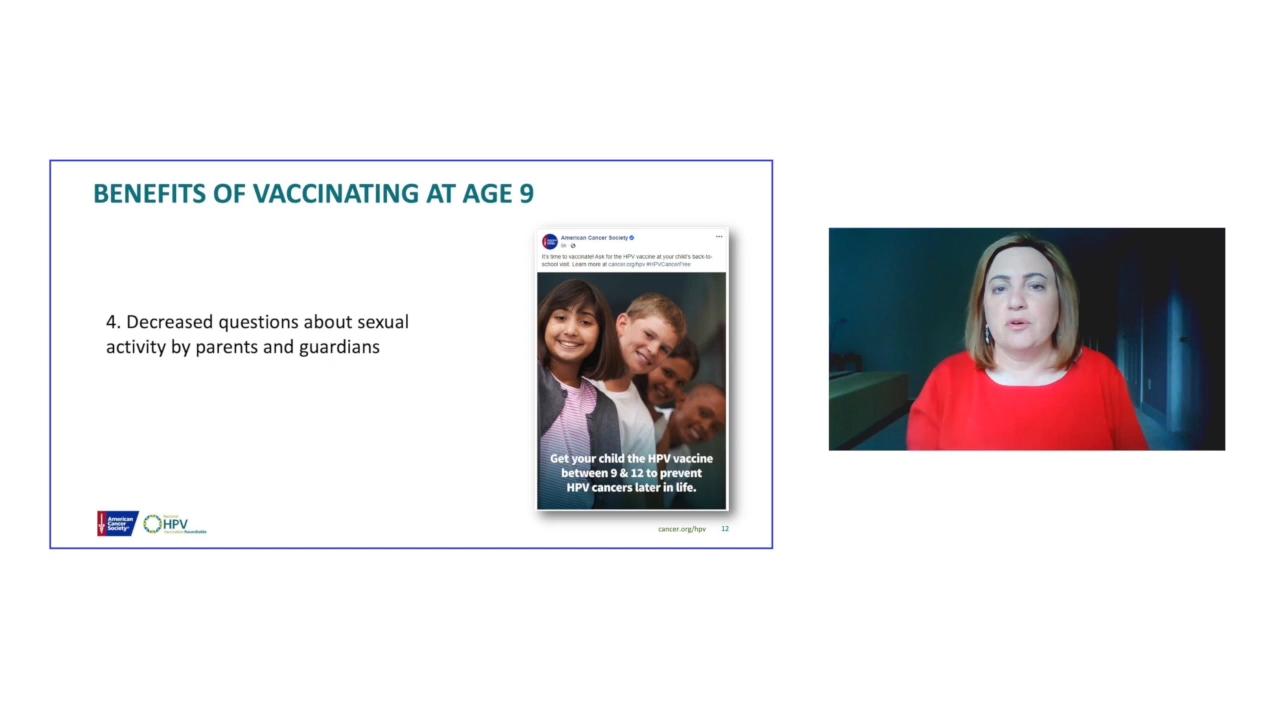 BENEFITS OF VACCINATING AT AGE 9
4. Decreased questions about sexual
activity by parents and guardians
American Cancer Society
It's time to vaccinate! Ask for the HPV vaccine at your child's back-to-
school visit. Learn more at cancer.org/hpv #HPVCancerFree
Get your child the HPV vaccine
between 9 & 12 to prevent
HPV cancers later in life.
American
Cancer
Society
National
HPV
Vaccination Roundtable
cancer.org/hpv 12